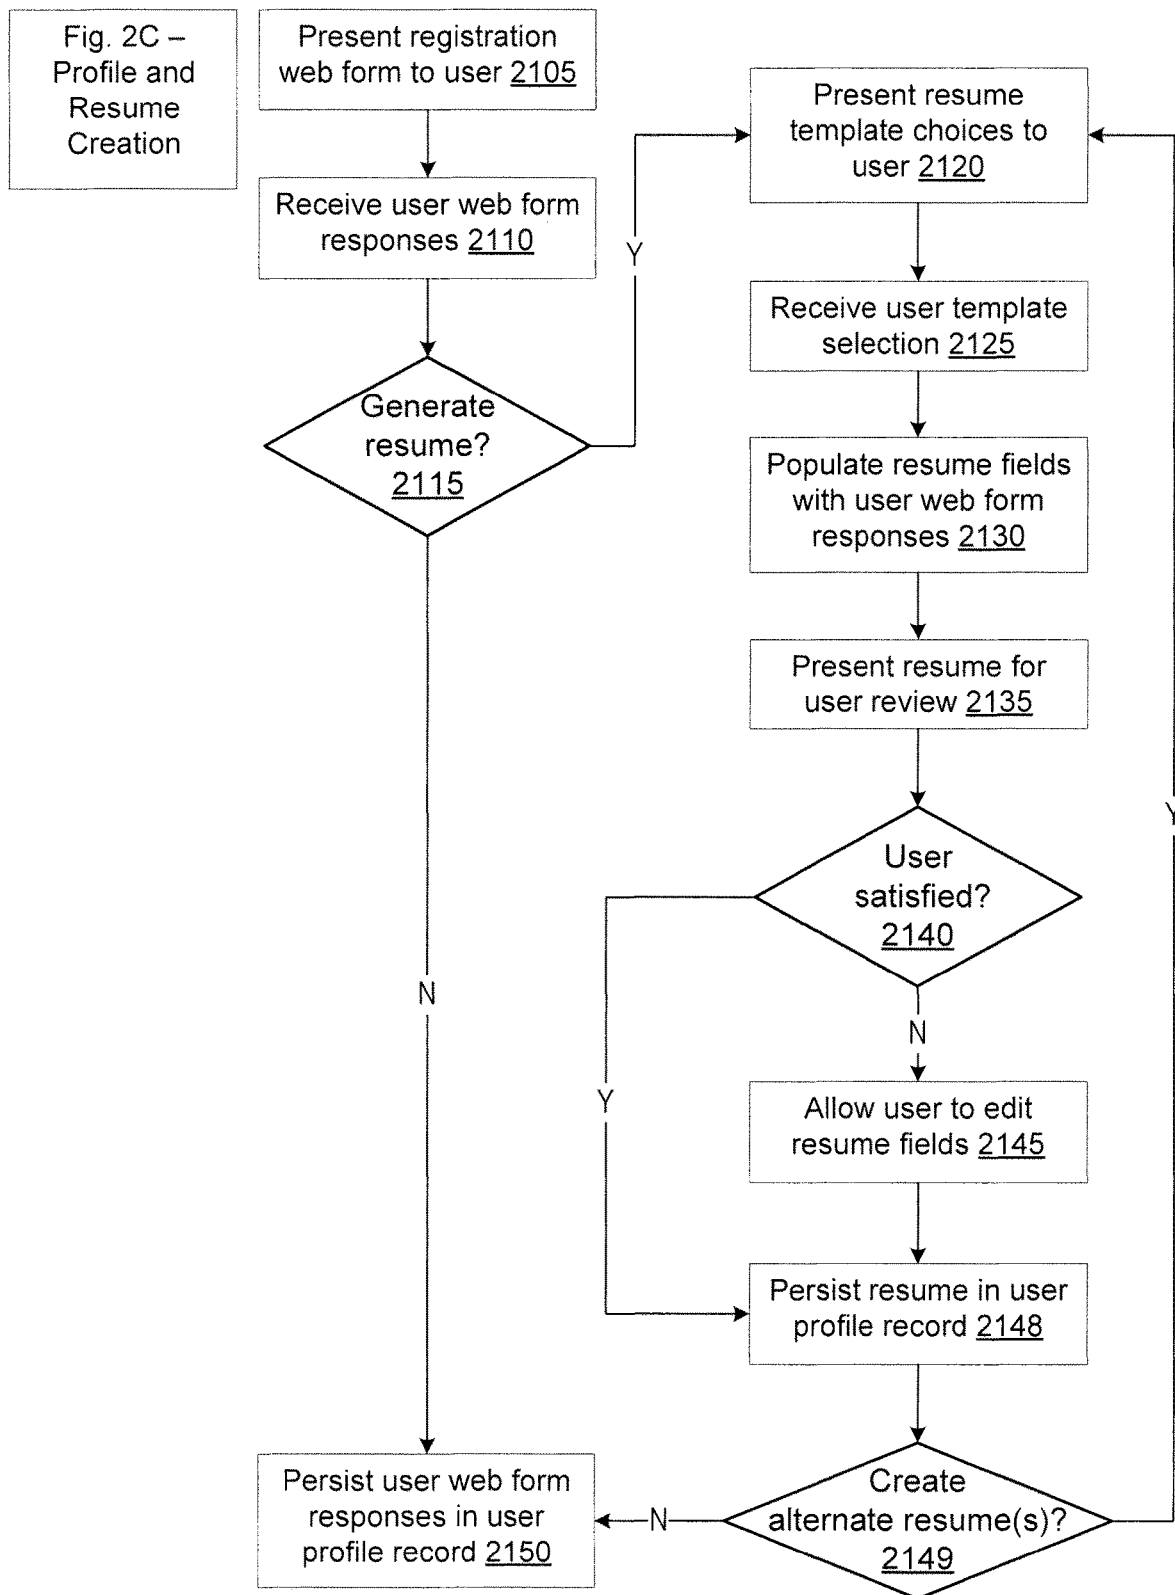 Fig. 2C –
Profile and
Resume
Creation
Present registration
web form to user 2105
Receive user web form
responses 2110
Generate
resume?
2115
Y
N
Present resume
template choices to
user 2120
Receive user template
selection 2125
Populate resume fields
with user web form
responses 2130
Present resume for
user review 2135
User
satisfied?
2140
Y
N
Allow user to edit
resume fields 2145
Persist resume in user
profile record 2148
Create
alternate resume(s)?
2149
Y
N
Persist user web form
responses in user
profile record 2150